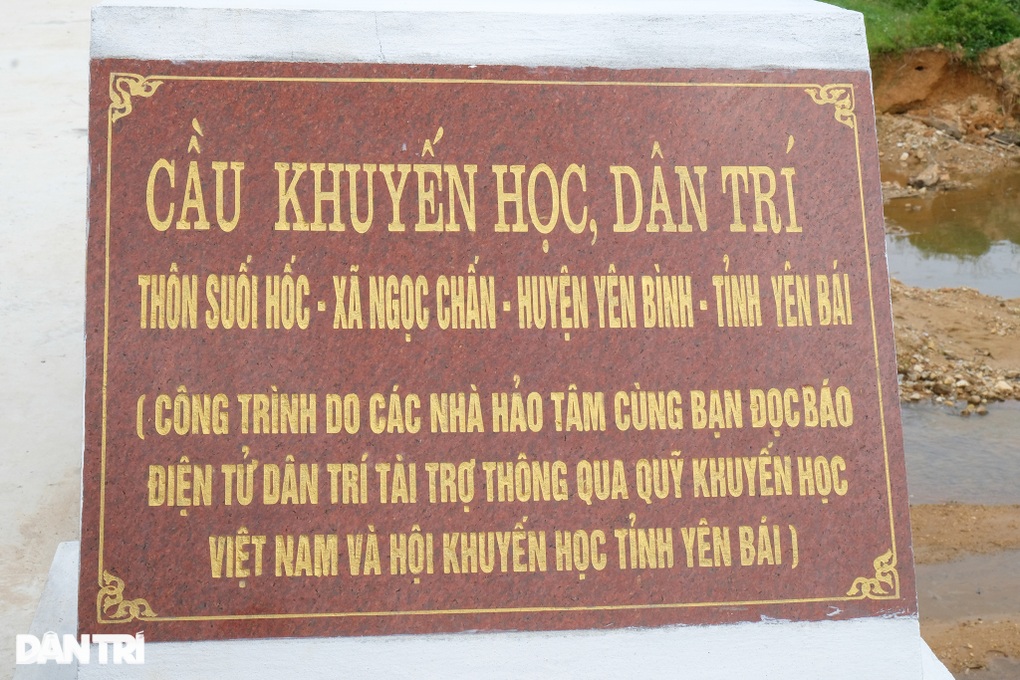 CẦU KHUYẾN HỌC, DÂN TRÍ
THÔN SUỐI HỐC - XÃ NGỌC CHẤN - HUYỆN YÊN BÌNH - TỈNH YÊN BÁI
( CÔNG TRÌNH DO CÁC NHÀ HẢO TÂM CÙNG BẠN ĐỌC BÁO
ĐIỆN TỬ DÂN TRÍ TÀI TRỢ THÔNG QUA QUỸ KHUYẾN HỌC
VIỆT NAM VÀ HỘI KHUYẾN HỌC TỈNH YÊN BÁI )
DÂN TRÍ